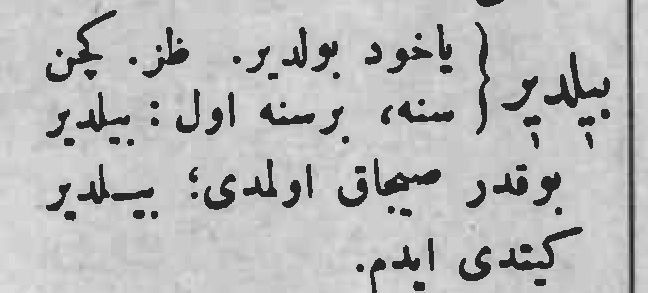 بیلدیر { یاخود بولدیر. ظز. کچن
سنه، برسنه اول : بیلدیر
بوقدر صیجاق اولمدی؛ بیلدیر
کیتدی ایدم.